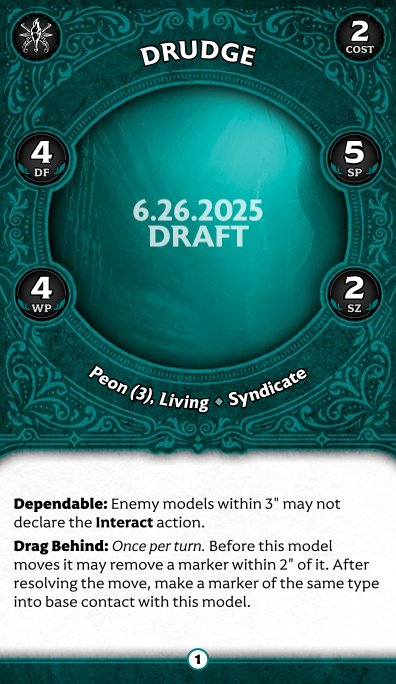 DRUDGE
2
COST
4
DF
5
SP
6.26.2025
DRAFT
4
WP
2
SZ
Peon (3), Living ◆ Syndicate
Dependable: Enemy models within 3" may not
declare the Interact action.
Drag Behind: Once per turn. Before this model
moves it may remove a marker within 2" of it. After
resolving the move, make a marker of the same type
into base contact with this model.
1